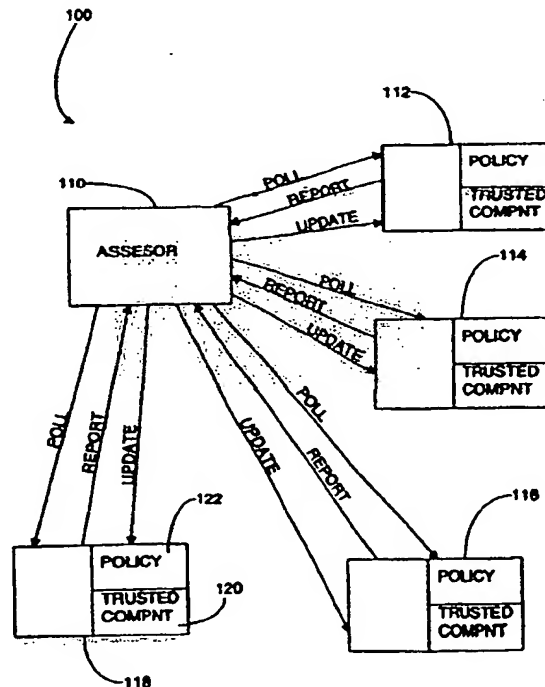 100
112
110
POLL
REPORT
UPDATE
POLICY
TRUSTED
COMPNT
ASSESOR
114
POLL
REPORT
UPDATE
POLICY
TRUSTED
COMPNT
POLL
REPORT
UPDATE
UPDATE
REPORT
POLL
116
122
POLICY
TRUSTED
COMPNT
120
118
POLICY
TRUSTED
COMPNT